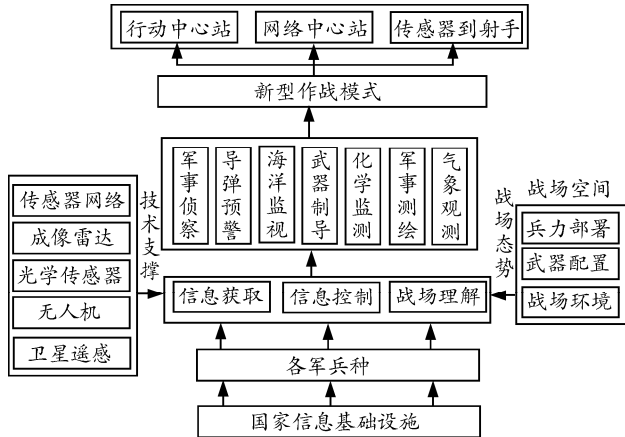 行动中心站
网络中心站
传感器到射手
新型作战模式
军事侦察
导弹预警
海洋监视
武器制导
化学监测
军事测绘
气象观测
传感器网络
成像雷达
光学传感器
无人机
卫星遥感
技术支撑
信息获取
信息控制
战场理解
战场态势
战场空间
兵力部署
武器配置
战场环境
各军兵种
国家信息基础设施